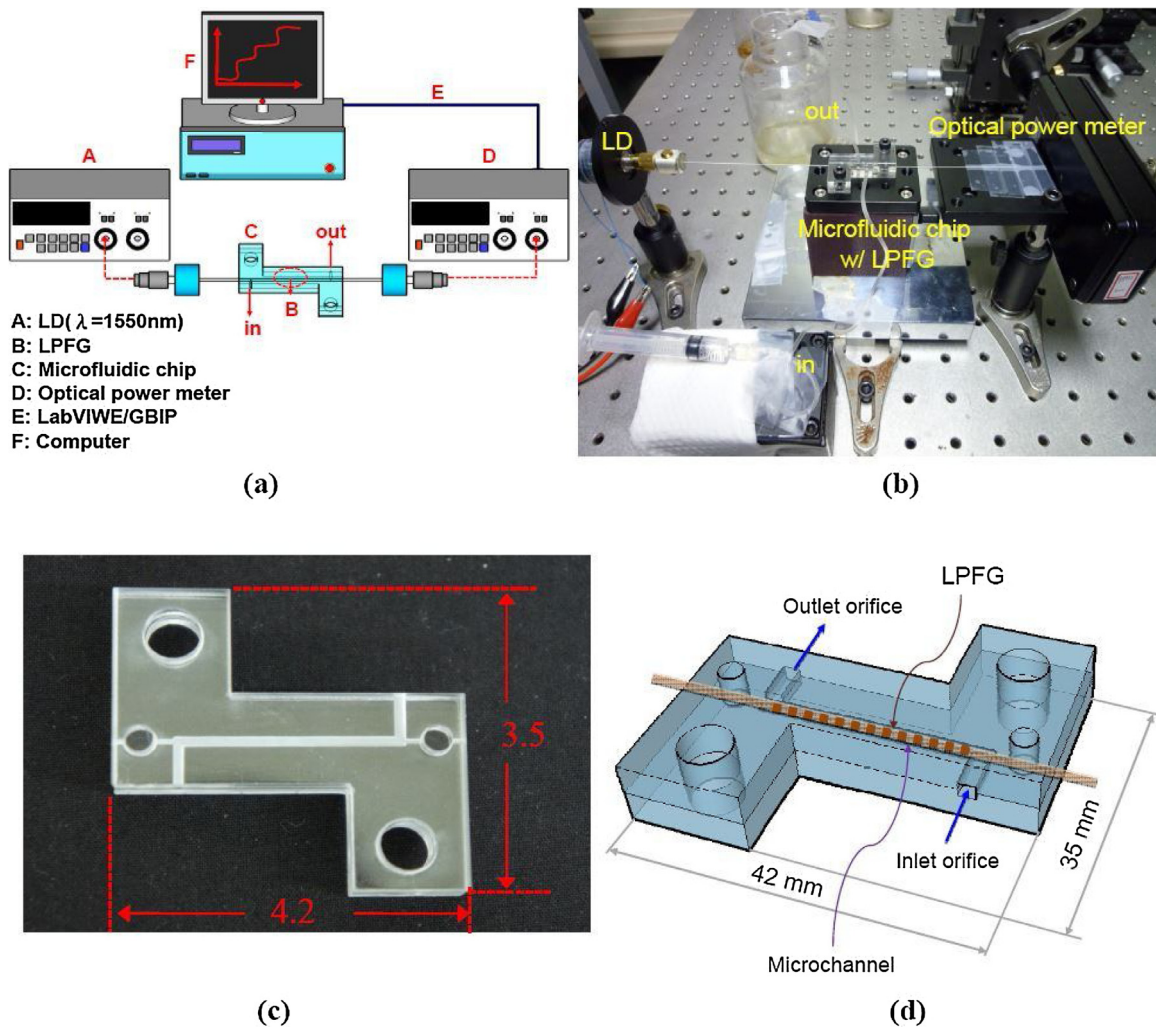 F
E
A
D
C
out
B
in
A: LD( λ=1550nm)
B: LPFG
C: Microfluidic chip
D: Optical power meter
E: LabVIWE/GBIP
F: Computer
(a)
out
LD
Optical power meter
Microfluidic chip
w/ LPFG
in
(b)
3.5
4.2
(c)
LPFG
Outlet orifice
Inlet orifice
35 mm
42 mm
Microchannel
(d)